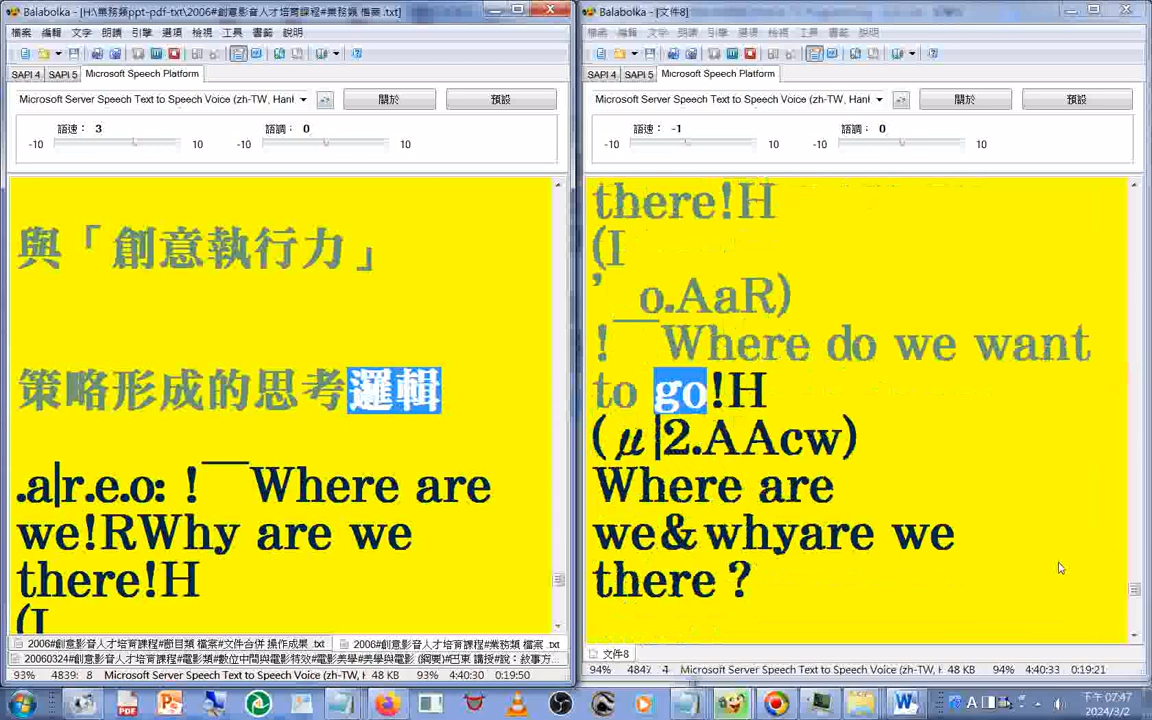 Balabolka - [H:\業務類ppt-pdf-txt\2006#創意影音人才培育課程#業務類 檔案 .txt]
檔案 編輯 文字 朗讀 引擎 選項 檢視 工具 書籤 說明
SAPI 4 SAPI 5 Microsoft Speech Platform
Microsoft Server Speech Text to Speech Voice (zh-TW, Han 關於 預設
語速： 3 語調： 0
-10 10 -10 10
與「創意執行力」
策略形成的思考邏輯
.ar.e.o: !¯Where are
we!RWhy are we
there!H
(I
2006#創意影音人才培育課程#節目類 檔案#文件合併 操作成果 .txt 2006#創意影音人才培育課程#業務類 檔案 .txt
20060324#創意影音人才培育課程#電影類#數位中間與電影特效#電影美學#美學與電影 (綱要)#巴東 講授#說：敘事方...
93% 4839: 8 Microsoft Server Speech Text to Speech Voice (zh-TW, H 48 KB 93% 4:40:30 0:19:50
Balabolka - [文件8]
檔案 編輯 文字 朗讀 引擎 選項 檢視 工具 書籤 說明
SAPI 4 SAPI 5 Microsoft Speech Platform
Microsoft Server Speech Text to Speech Voice (zh-TW, Han 關於 預設
語速： -1 語調： 0
-10 10 -10 10
there!H
(I
’ o.AaR)
!¯Where do we want
to go!H
(μ|2.AAcw)
Where are
we&whyare we
there？
文件8
94% 4847: 4 Microsoft Server Speech Text to Speech Voice (zh-TW, H 48 KB 94% 4:40:33 0:19:21
下午 07:47
2024/3/2